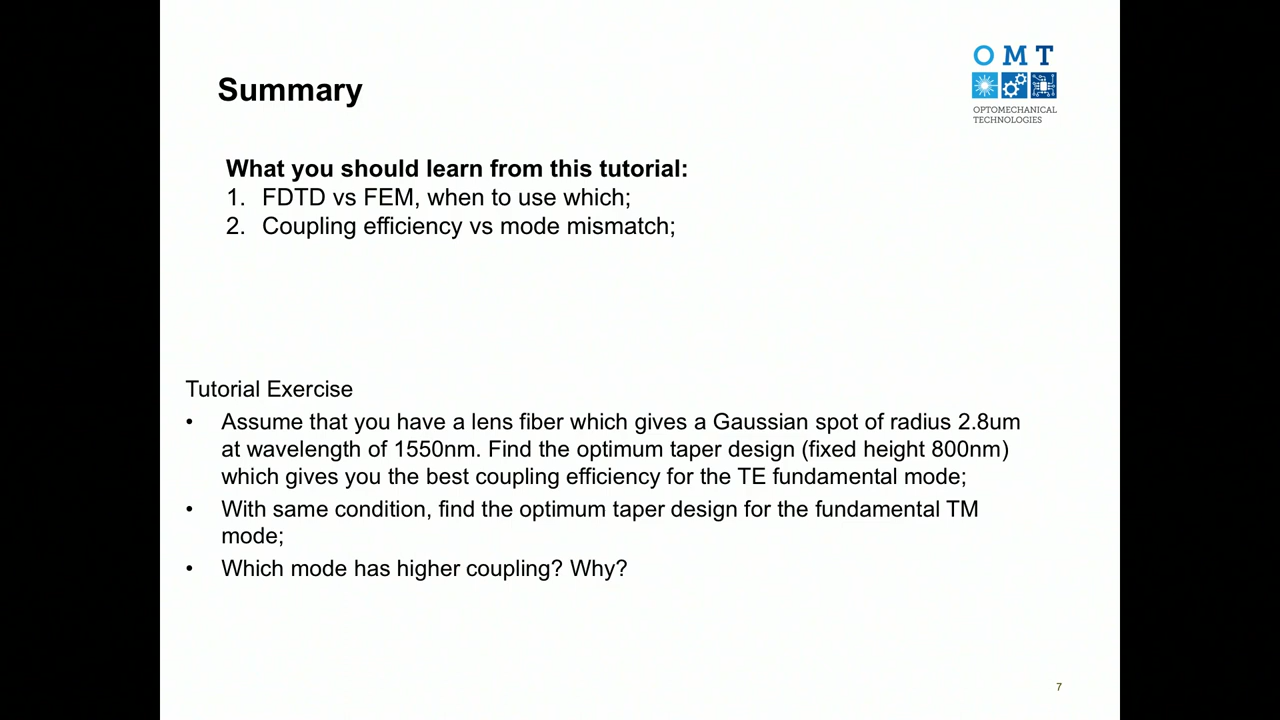 OMT
OPTOMECHANICAL
TECHNOLOGIES
Summary
What you should learn from this tutorial:
1. FDTD vs FEM, when to use which;
2. Coupling efficiency vs mode mismatch;
Tutorial Exercise
• Assume that you have a lens fiber which gives a Gaussian spot of radius 2.8um
at wavelength of 1550nm. Find the optimum taper design (fixed height 800nm)
which gives you the best coupling efficiency for the TE fundamental mode;
• With same condition, find the optimum taper design for the fundamental TM
mode;
• Which mode has higher coupling? Why?
7